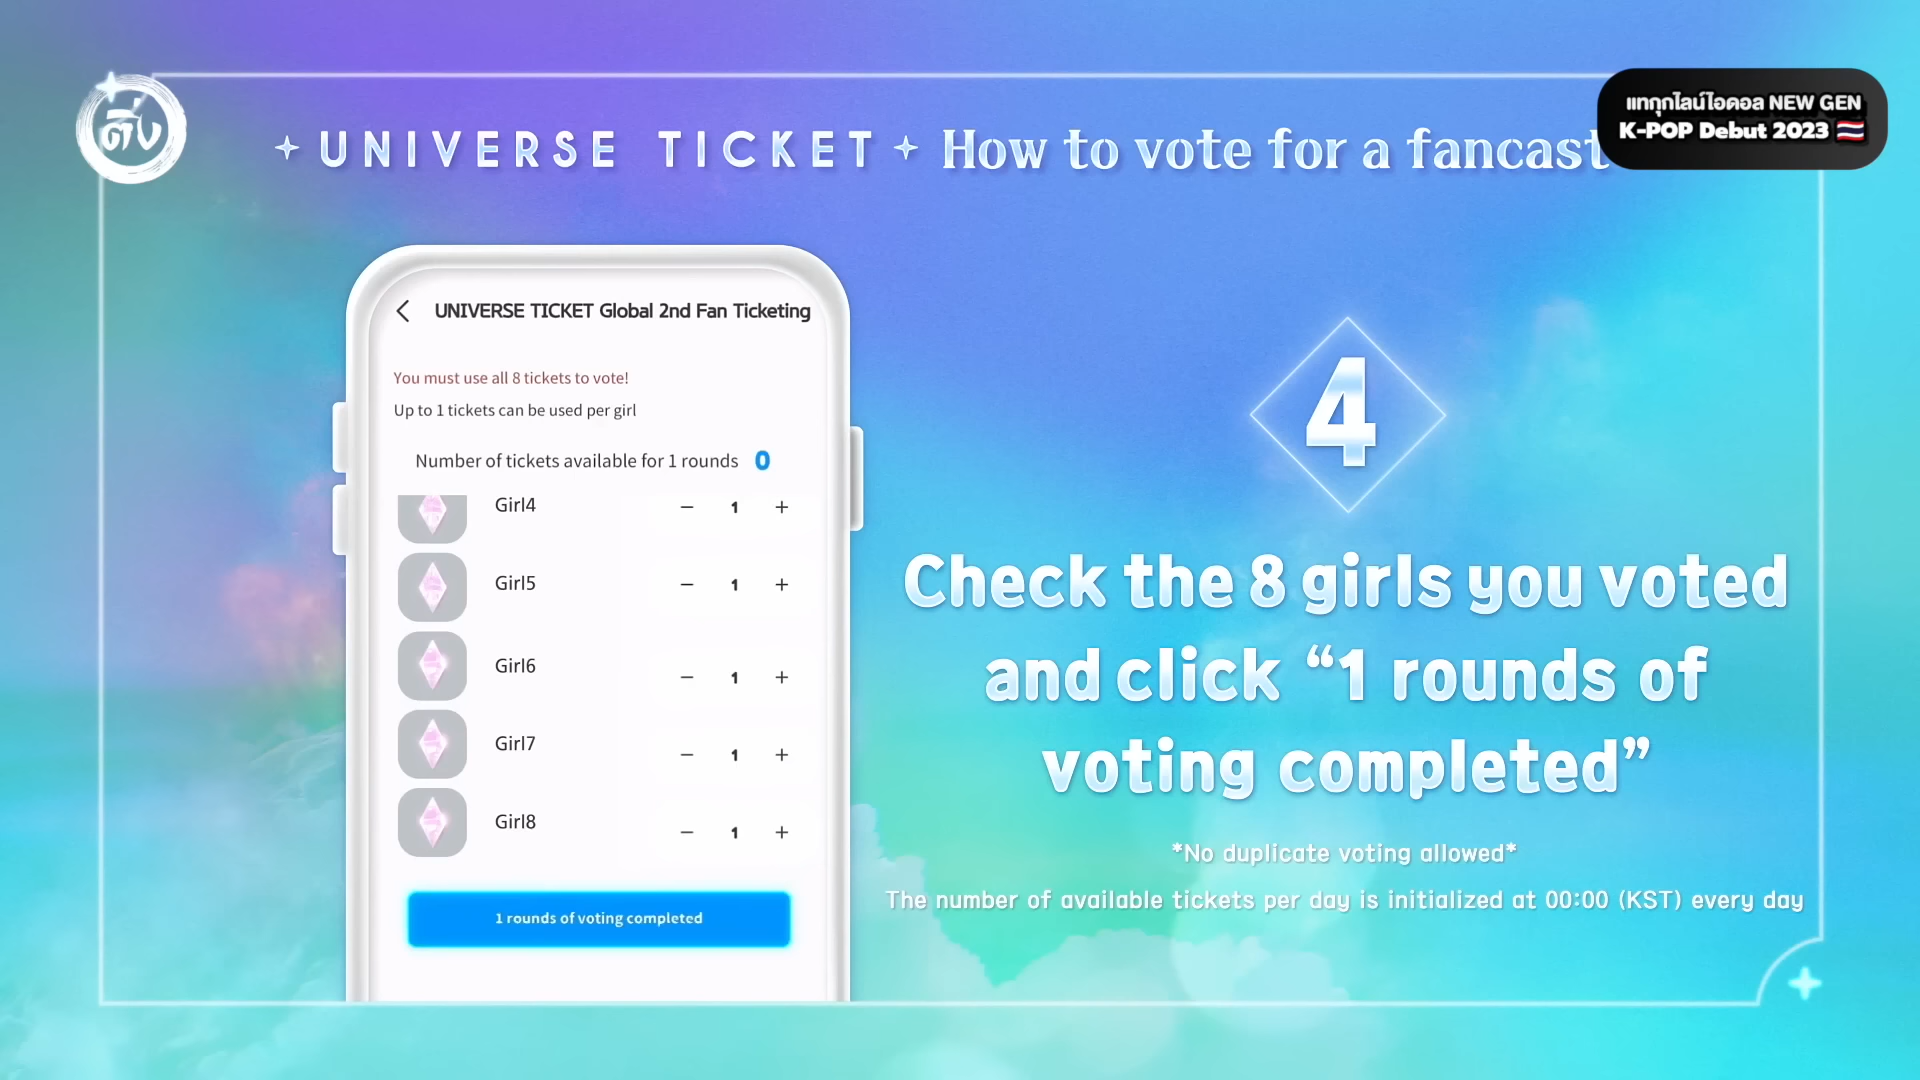 ติ่ง
UNIVERSE TICKET How to vote for a fancast
แกทุกไลน์ไอดอล NEW GEN
K-POP Debut 2023
UNIVERSE TICKET Global 2nd Fan Ticketing
You must use all 8 tickets to vote!
Up to 1 tickets can be used per girl
Number of tickets available for 1 rounds 0
Girl4 − 1 +
Girl5 − 1 +
Girl6 − 1 +
Girl7 − 1 +
Girl8 − 1 +
1 rounds of voting completed
4
Check the 8 girls you voted
and click “1 rounds of
voting completed”
*No duplicate voting allowed*
The number of available tickets per day is initialized at 00:00 (KST) every day